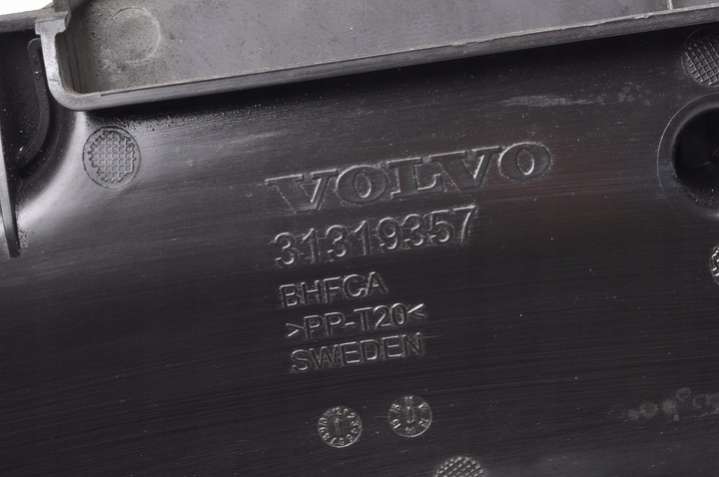 VOLVO
31319357
BHFCA
>PP-T20<
SWEDEN